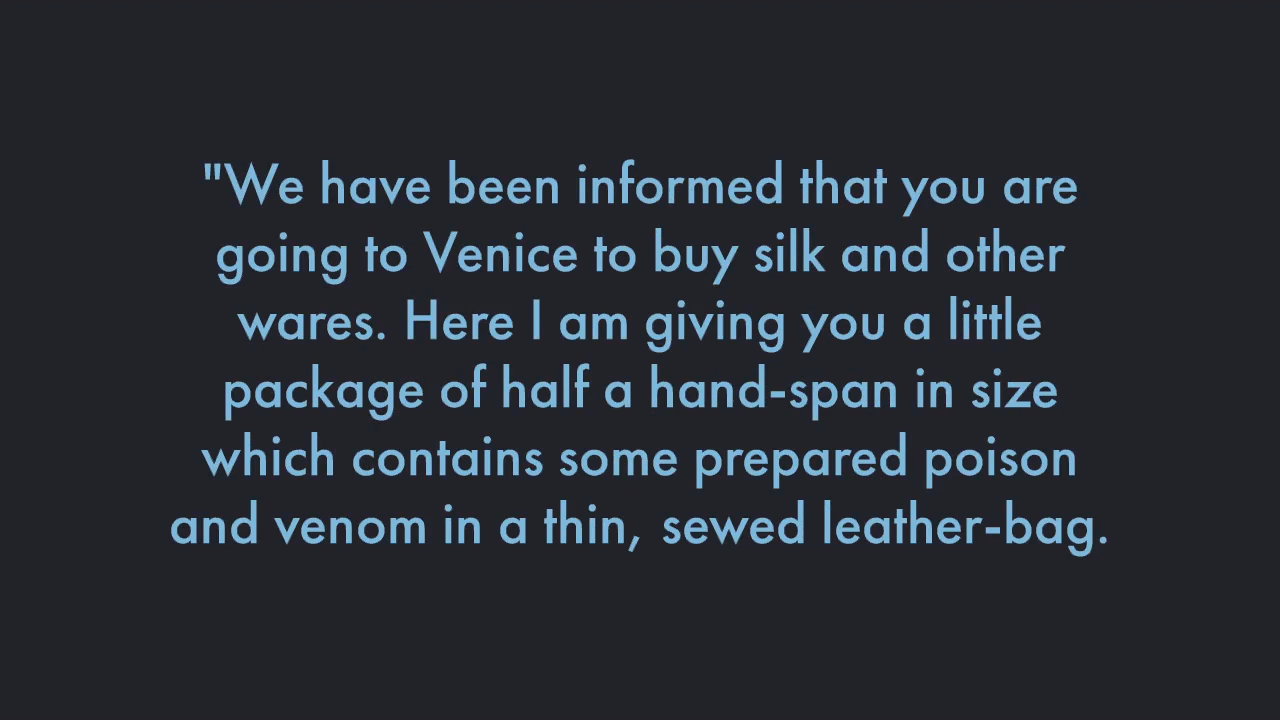 "We have been informed that you are
going to Venice to buy silk and other
wares. Here I am giving you a little
package of half a hand-span in size
which contains some prepared poison
and venom in a thin, sewed leather-bag.